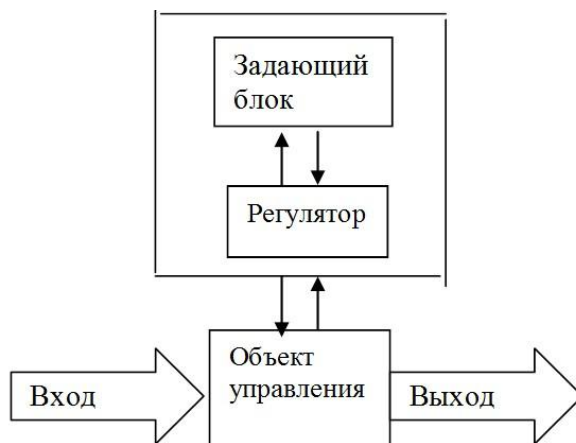 Задающий
блок
Регулятор
Объект
управления
Вход
Выход